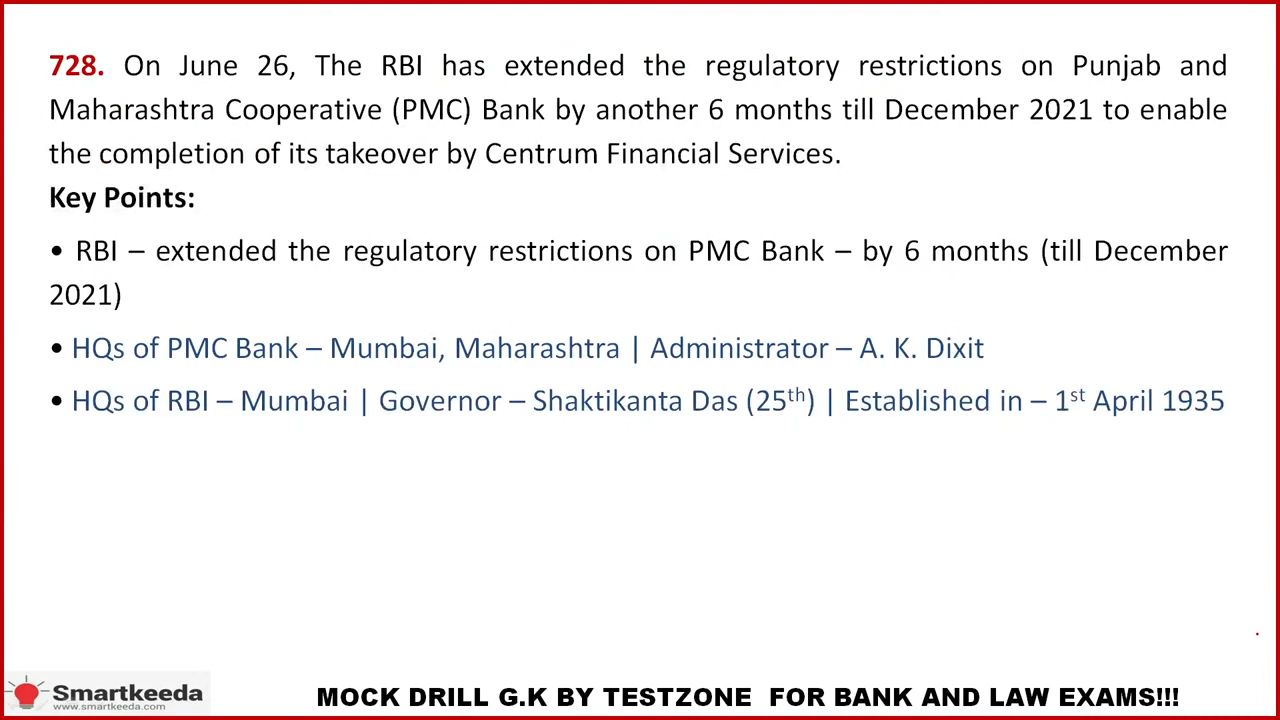 728. On June 26, The RBI has extended the regulatory restrictions on Punjab and
Maharashtra Cooperative (PMC) Bank by another 6 months till December 2021 to enable
the completion of its takeover by Centrum Financial Services.
Key Points:
• RBI – extended the regulatory restrictions on PMC Bank – by 6 months (till December
2021)
• HQs of PMC Bank – Mumbai, Maharashtra | Administrator – A. K. Dixit
• HQs of RBI – Mumbai | Governor – Shaktikanta Das (25th) | Established in – 1st April 1935
Smartkeeda
www.smartkeeda.com
MOCK DRILL G.K BY TESTZONE FOR BANK AND LAW EXAMS!!!